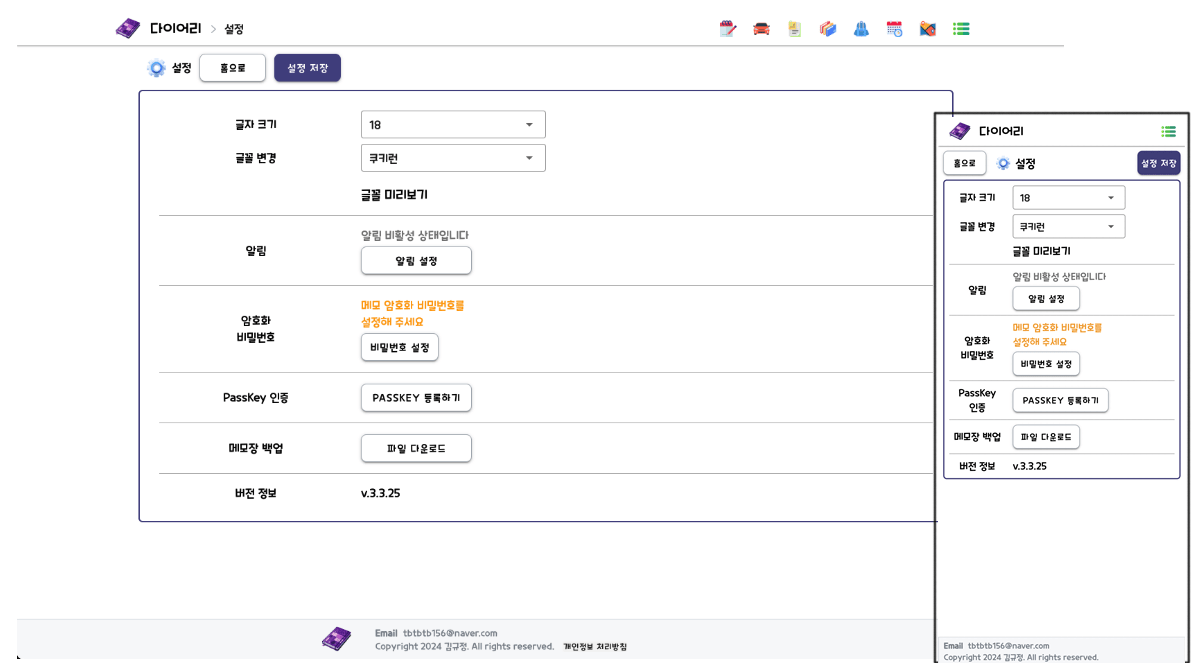 다이어리 > 설정
설정 홈으로 설정 저장
글자 크기 18
글꼴 변경 쿠키런
글꼴 미리보기
알림 비활성 상태입니다
알림
알림 설정
메모 암호화 비밀번호를
암호화
설정해 주세요
비밀번호
비밀번호 설정
PassKey 인증 PASSKEY 등록하기
메모장 백업 파일 다운로드
버전 정보 v.3.3.25
Email tbtbtb156@naver.com
Copyright 2024 김규정. All rights reserved. 개인정보 처리방침
다이어리
홈으로 설정 설정 저장
글자 크기 18
글꼴 변경 쿠키런
글꼴 미리보기
알림 비활성 상태입니다
알림
알림 설정
메모 암호화 비밀번호를
암호화
설정해 주세요
비밀번호
비밀번호 설정
PassKey
인증
PASSKEY 등록하기
메모장 백업 파일 다운로드
버전 정보 v.3.3.25
Email tbtbtb156@naver.com
Copyright 2024 김규정. All rights reserved.